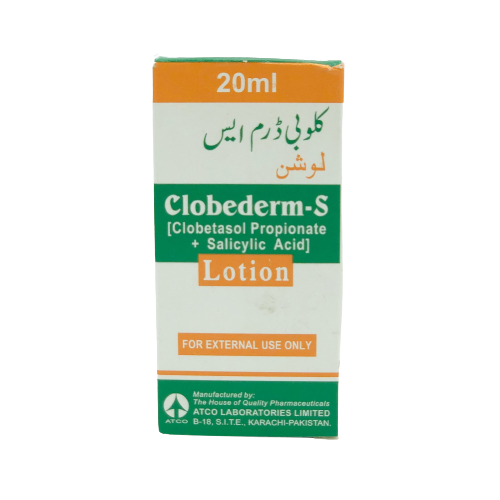 20ml
کلوبی ڈرم ایس
لوشن
Clobederm-S
[Clobetasol Propionate
+ Salicylic Acid]
Lotion
FOR EXTERNAL USE ONLY
Manufactured by:
The House of Quality Pharmaceuticals
ATCO LABORATORIES LIMITED
B-18, S.I.T.E., KARACHI-PAKISTAN.
ATCO